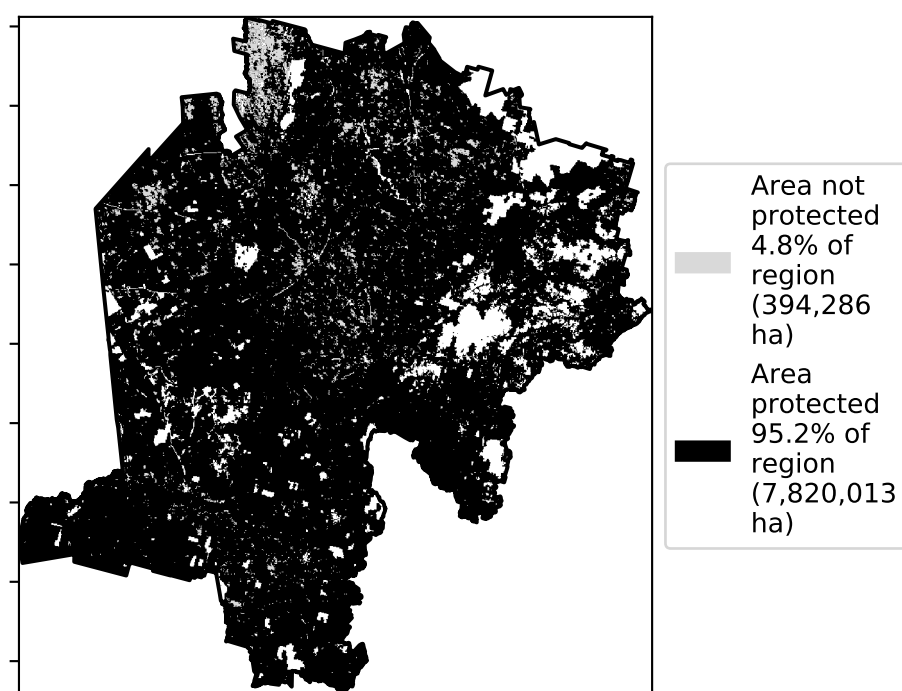 Area not
protected
4.8% of
region
(394,286
ha)
Area
protected
95.2% of
region
(7,820,013
ha)